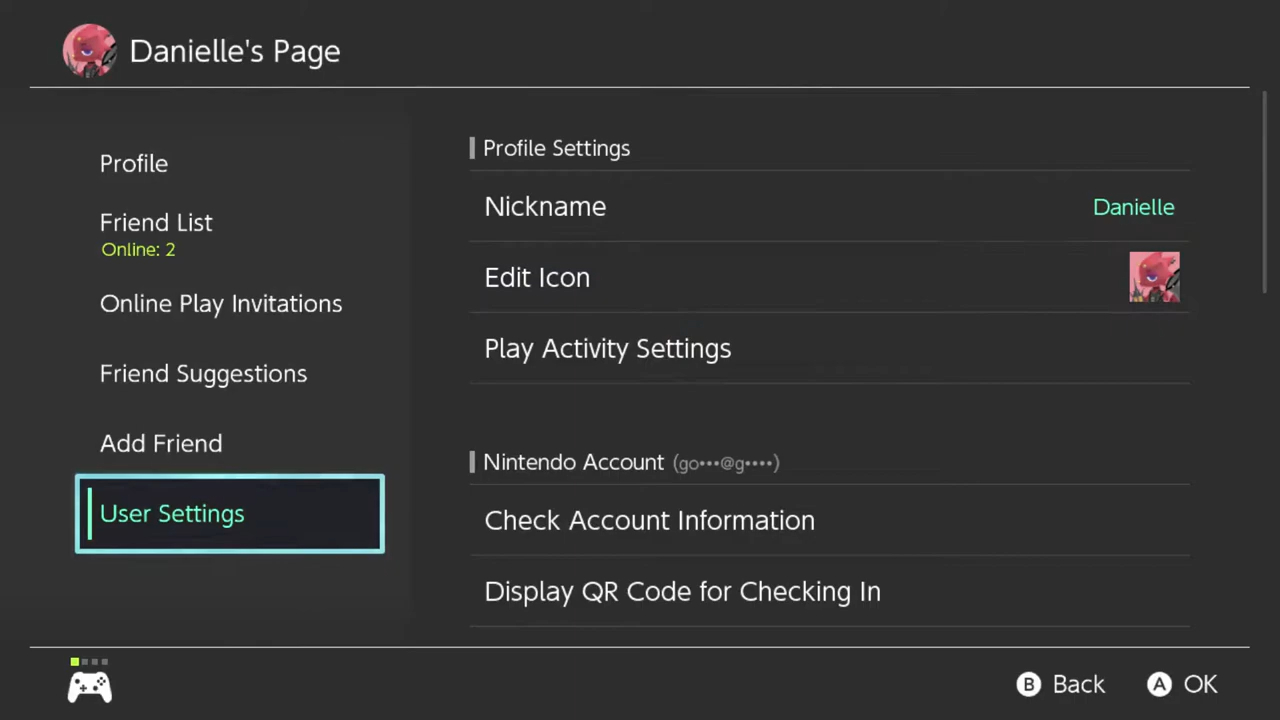 Danielle's Page
Profile
Friend List
Online: 2
Online Play Invitations
Friend Suggestions
Add Friend
User Settings
Profile Settings
Nickname
Danielle
Edit Icon
Play Activity Settings
Nintendo Account (go•••@g••••)
Check Account Information
Display QR Code for Checking In
B Back
A OK